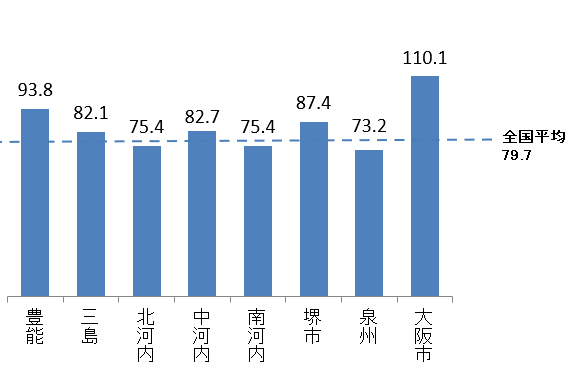 110.1
93.8
87.4
82.1
82.7
75.4
75.4
73.2
全国平均
79.7
豊能
三島
北河内
中河内
南河内
堺市
泉州
大阪市